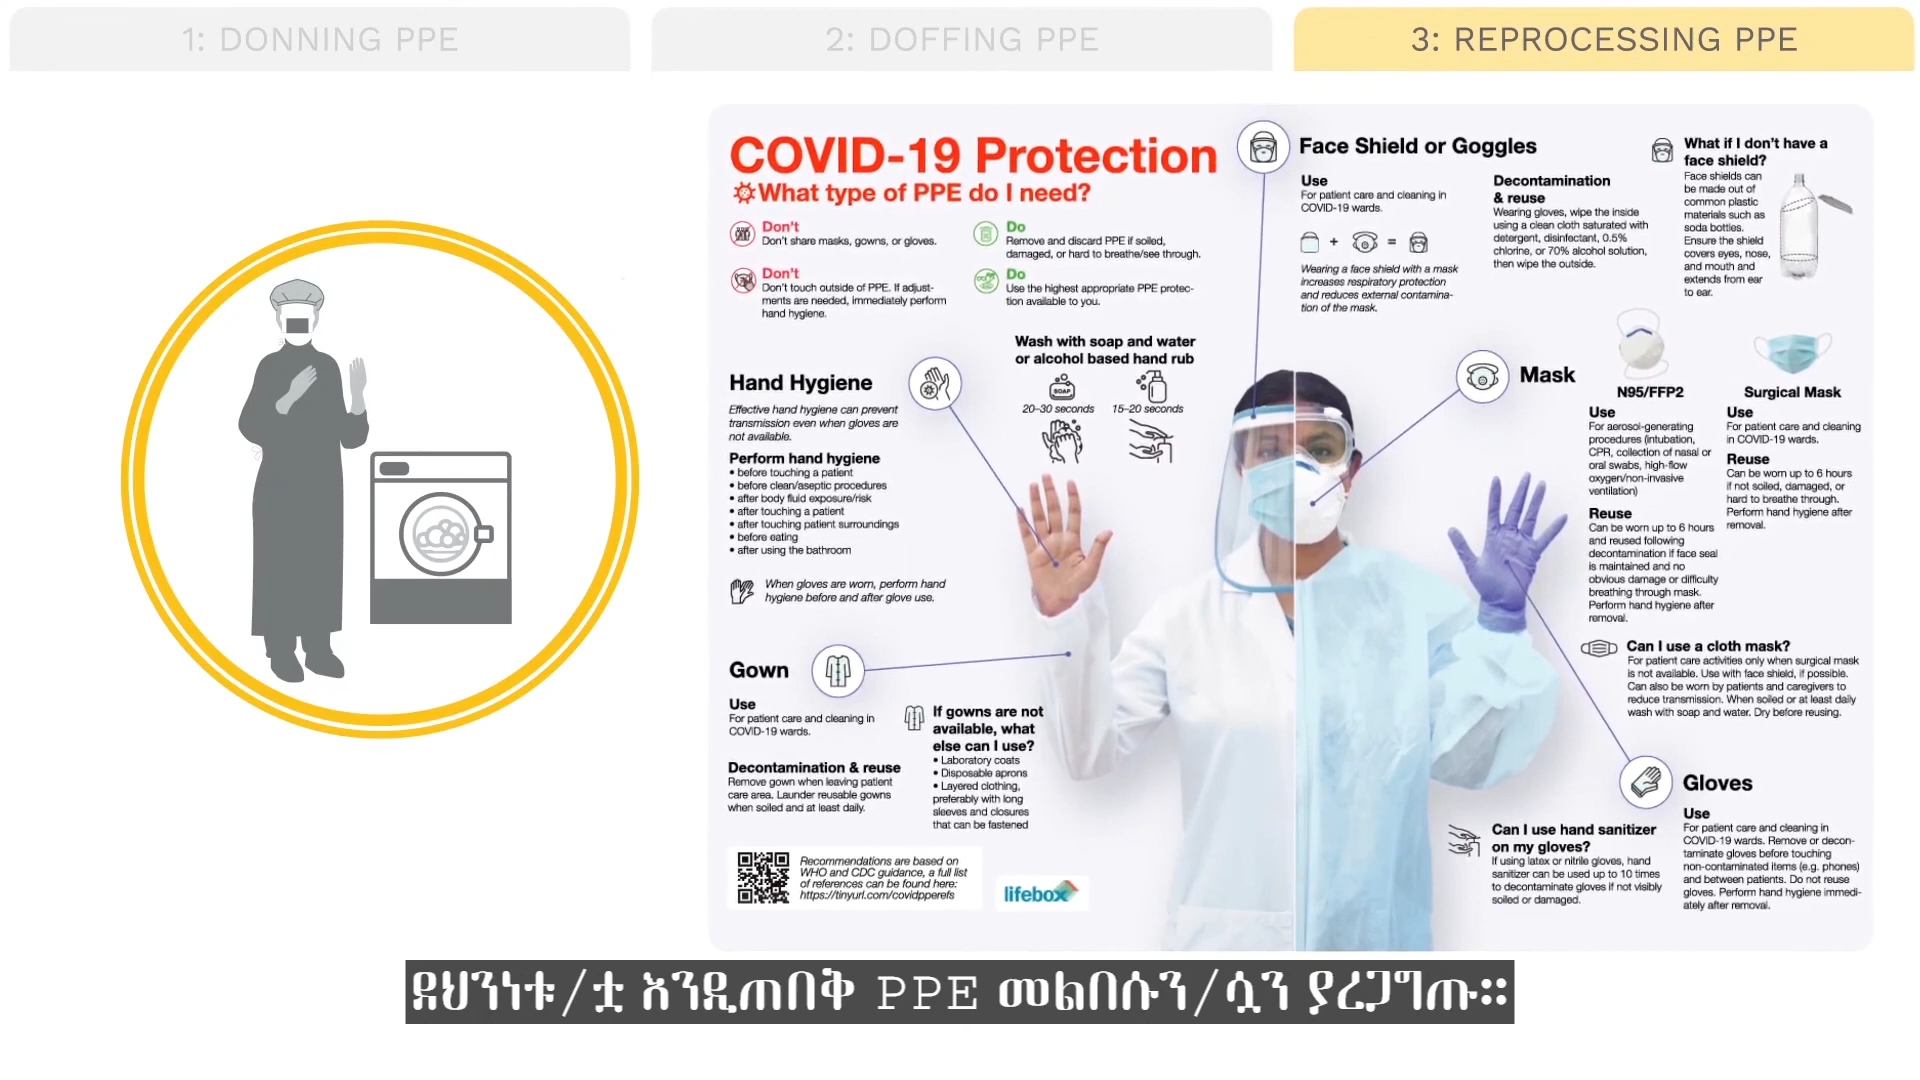 1: DONNING PPE
2: DOFFING PPE
3: REPROCESSING PPE
COVID-19 Protection
What type of PPE do I need?
Don't
Don't share masks, gowns, or gloves.
Don't
Don't touch outside of PPE. If adjust-
ments are needed, immediately perform
hand hygiene.
Do
Remove and discard PPE if soiled,
damaged, or hard to breathe/see through.
Do
Use the highest appropriate PPE protec-
tion available to you.
Wash with soap and water
or alcohol based hand rub
SOAP
20–30 seconds
15–20 seconds
Hand Hygiene
Effective hand hygiene can prevent
transmission even when gloves are
not available.
Perform hand hygiene
• before touching a patient
• before clean/aseptic procedures
• after body fluid exposure/risk
• after touching a patient
• after touching patient surroundings
• before eating
• after using the bathroom
When gloves are worn, perform hand
hygiene before and after glove use.
Gown
Use
For patient care and cleaning in
COVID-19 wards.
Decontamination & reuse
Remove gown when leaving patient
care area. Launder reusable gowns
when soiled and at least daily.
If gowns are not
available, what
else can I use?
• Laboratory coats
• Disposable aprons
• Layered clothing,
preferably with long
sleeves and closures
that can be fastened
Recommendations are based on
WHO and CDC guidance, a full list
of references can be found here:
https://tinyurl.com/covidpperefs
lifebox
Face Shield or Goggles
Use
For patient care and cleaning in
COVID-19 wards.
+ =
Wearing a face shield with a mask
increases respiratory protection
and reduces external contamina-
tion of the mask.
Decontamination
& reuse
Wearing gloves, wipe the inside
using a clean cloth saturated with
detergent, disinfectant, 0.5%
chlorine, or 70% alcohol solution,
then wipe the outside.
What if I don't have a
face shield?
Face shields can
be made out of
common plastic
materials such as
soda bottles.
Ensure the shield
covers eyes, nose,
and mouth and
extends from ear
to ear.
Mask
N95/FFP2
Use
For aerosol-generating
procedures (intubation,
CPR, collection of nasal or
oral swabs, high-flow
oxygen/non-invasive
ventilation)
Reuse
Can be worn up to 6 hours
and reused following
decontamination if face seal
is maintained and no
obvious damage or difficulty
breathing through mask.
Perform hand hygiene after
removal.
Surgical Mask
Use
For patient care and cleaning
in COVID-19 wards.
Reuse
Can be worn up to 6 hours
if not soiled, damaged, or
hard to breathe through.
Perform hand hygiene after
removal.
Can I use a cloth mask?
For patient care activities only when surgical mask
is not available. Use with face shield, if possible.
Can also be worn by patients and caregivers to
reduce transmission. When soiled or at least daily
wash with soap and water. Dry before reusing.
Gloves
Use
For patient care and cleaning in
COVID-19 wards. Remove or decon-
taminate gloves before touching
non-contaminated items (e.g. phones)
and between patients. Do not reuse
gloves. Perform hand hygiene immedi-
ately after removal.
Can I use hand sanitizer
on my gloves?
If using latex or nitrile gloves, hand
sanitizer can be used up to 10 times
to decontaminate gloves if not visibly
soiled or damaged.
ደህንነቱ/ቷ እንዲጠበቅ PPE መልበሱን/ሷን ያረጋግጡ።